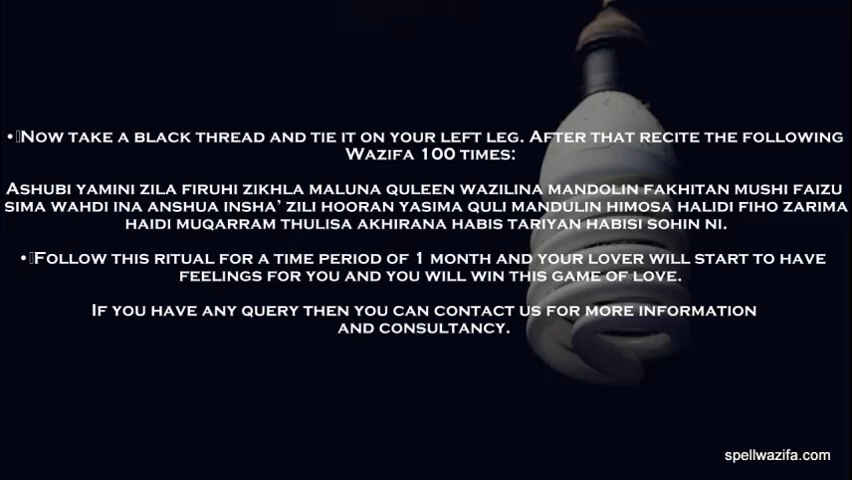 • Now take a black thread and tie it on your left leg. After that recite the following
Wazifa 100 times:
Ashubi yamini zila firuhi zikhla maluna quleen wazilina mandolin fakhitan mushi faizu
sima wahdi ina anshua insha’ zili hooran yasima quli mandulin himosa halidi fiho zarima
haidi muqarram thulisa akhirana habis tariyan habisi sohin ni.
• Follow this ritual for a time period of 1 month and your lover will start to have
feelings for you and you will win this game of love.
If you have any query then you can contact us for more information
and consultancy.
spellwazifa.com